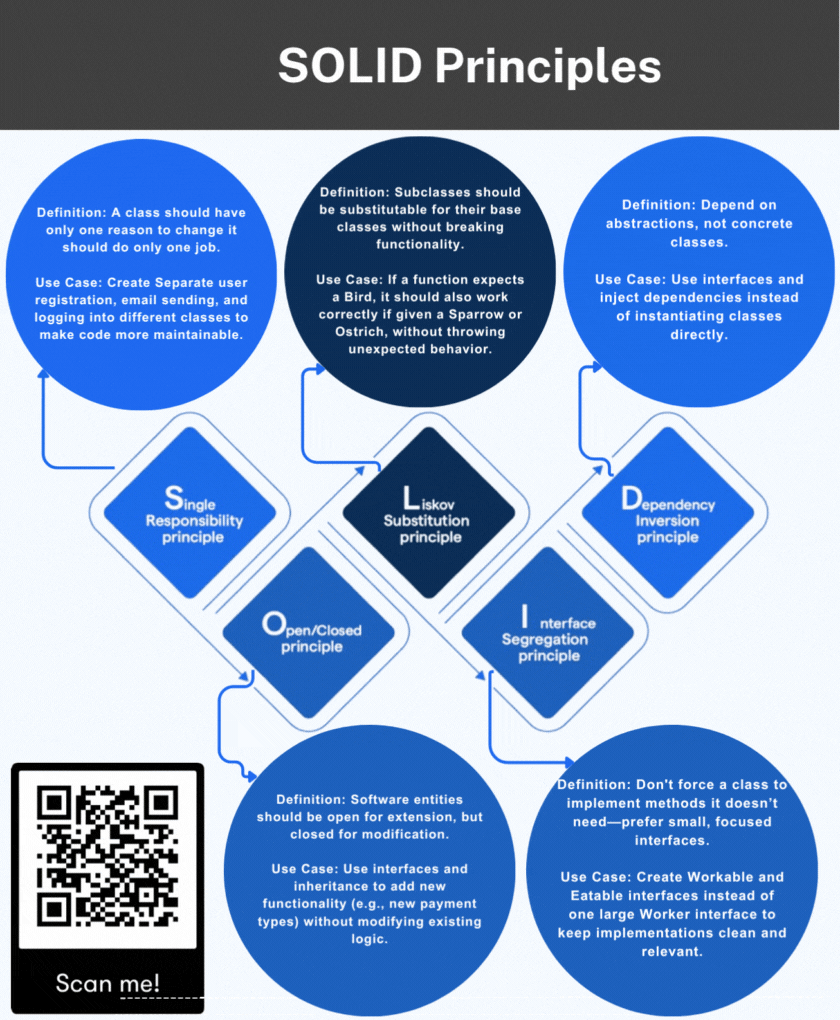 SOLID Principles
Definition: A class should have
only one reason to change it
should do only one job.
Use Case: Create Separate user
registration, email sending, and
logging into different classes to
make code more maintainable.
Definition: Subclasses should
be substitutable for their base
classes without breaking
functionality.
Use Case: If a function expects
a Bird, it should also work
correctly if given a Sparrow or
Ostrich, without throwing
unexpected behavior.
Definition: Depend on
abstractions, not concrete
classes.
Use Case: Use interfaces and
inject dependencies instead
of instantiating classes
directly.
Single
Responsibility
principle
Liskov
Substitution
principle
Dependency
Inversion
principle
Open/Closed
principle
I nterface
Segregation
principle
Definition: Software entities
should be open for extension, but
closed for modification.
Use Case: Use interfaces and
inheritance to add new
functionality (e.g., new payment
types) without modifying existing
logic.
Definition: Don't force a class to
implement methods it doesn't
need—prefer small, focused
interfaces.
Use Case: Create Workable and
Eatable interfaces instead of
one large Worker interface to
keep implementations clean and
relevant.
Scan me!